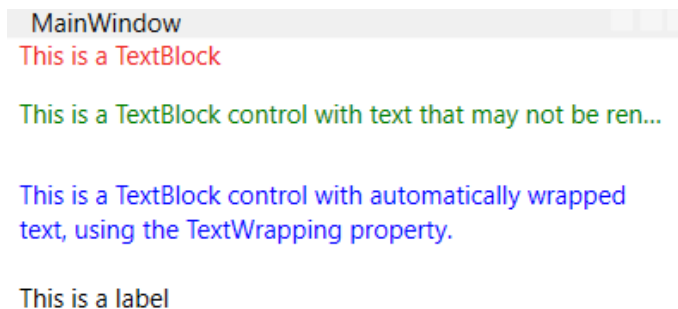 MainWindow
This is a TextBlock
This is a TextBlock control with text that may not be ren...
This is a TextBlock control with automatically wrapped
text, using the TextWrapping property.
This is a label